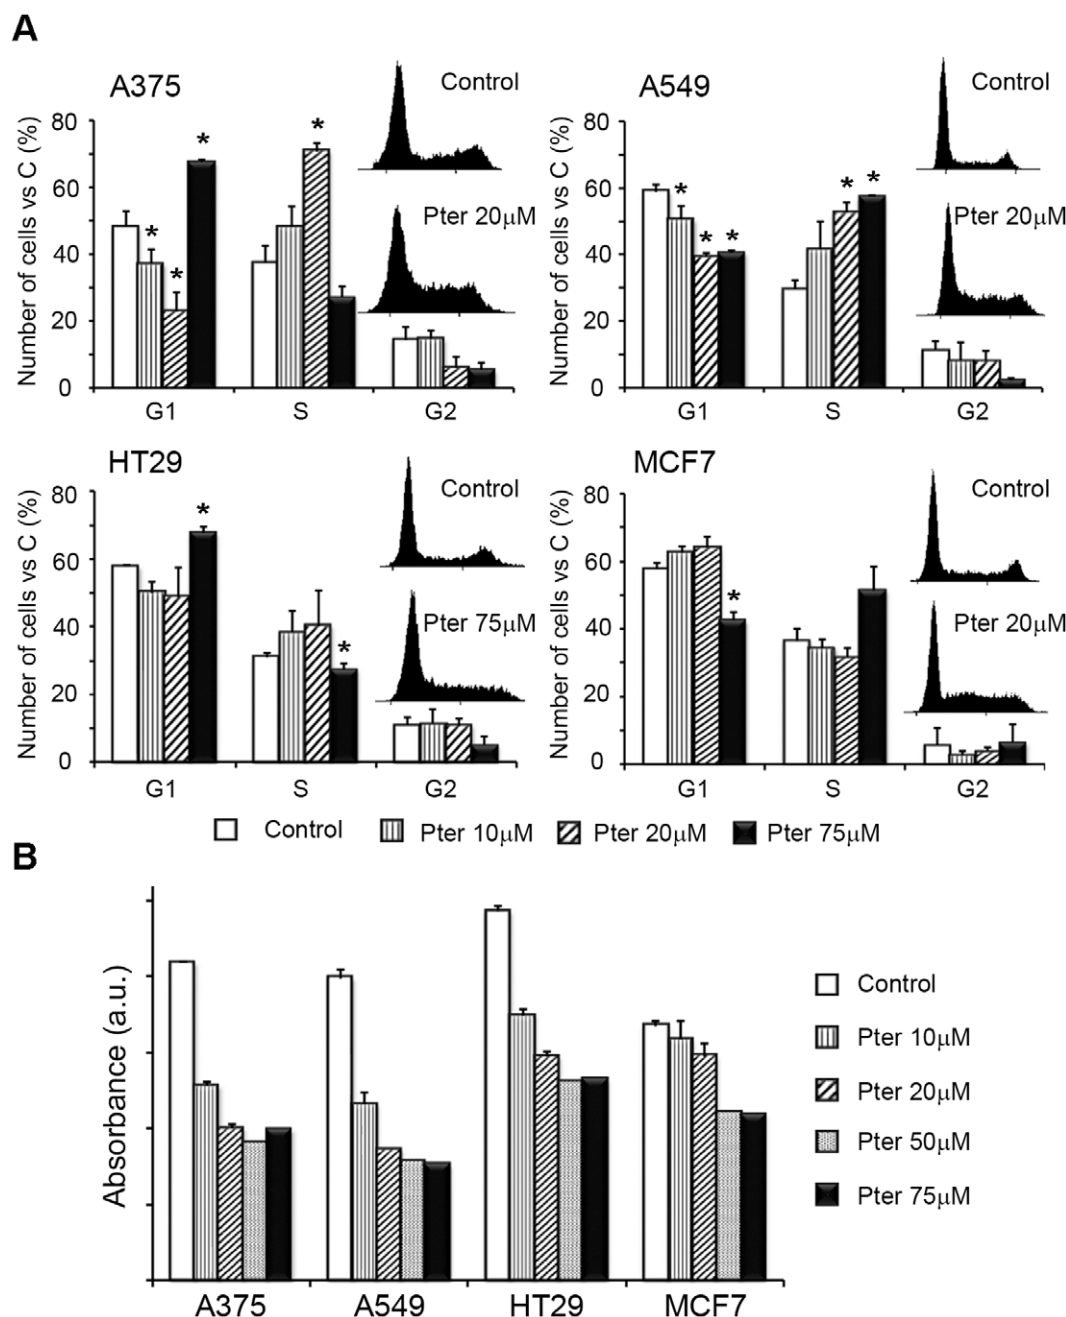 A
A375
Control
Pter 20µM
Number of cells vs C (%)
80
60
40
20
0
G1 S G2
A549
Control
Pter 20µM
Number of cells vs C (%)
80
60
40
20
0
G1 S G2
HT29
Control
Pter 75µM
Number of cells vs C (%)
80
60
40
20
0
G1 S G2
MCF7
Control
Pter 20µM
Number of cells vs C (%)
80
60
40
20
0
G1 S G2
Control Pter 10µM Pter 20µM Pter 75µM
B
Absorbance (a.u.)
A375 A549 HT29 MCF7
Control
Pter 10µM
Pter 20µM
Pter 50µM
Pter 75µM